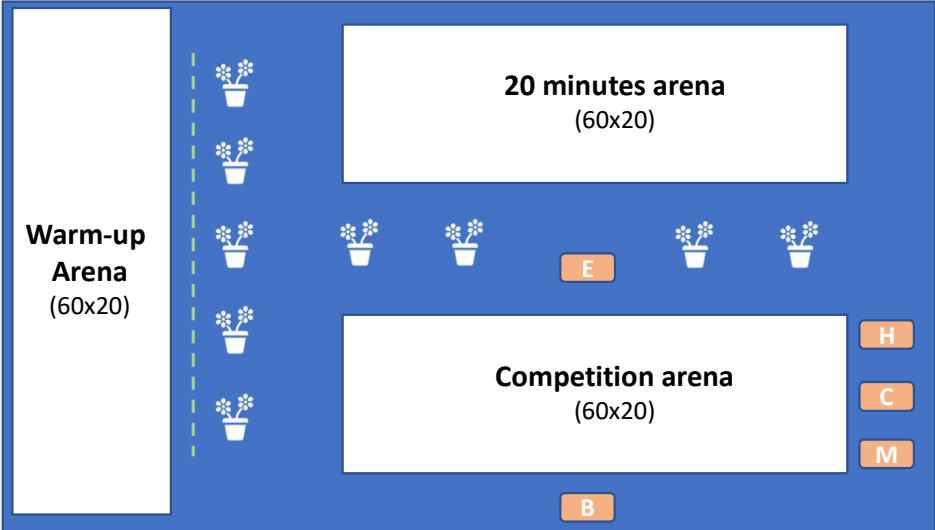 20 minutes arena
(60x20)
Warm-up
Arena
(60x20)
E
H
Competition arena
(60x20)
C
M
B